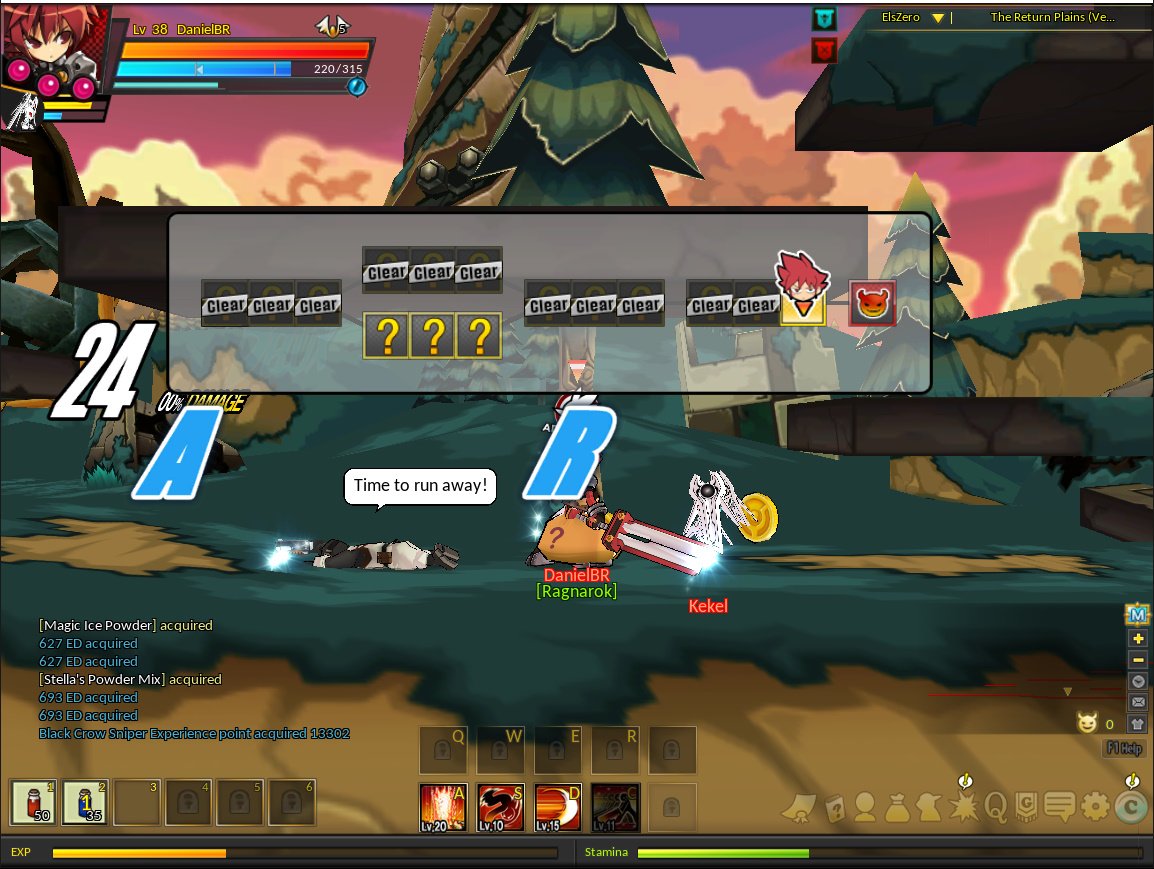 Lv 38 DanielBR
5
ElsZero
The Return Plains (Ve...
220/315
Clear Clear Clear
Clear Clear Clear Clear Clear Clear Clear Clear
? ? ?
24
00% DAMAGE
A R
Time to run away!
?
DanielBR
[Ragnarok]
Kekel
[Magic Ice Powder] acquired
627 ED acquired
627 ED acquired
[Stella's Powder Mix] acquired
693 ED acquired
693 ED acquired
Black Crow Sniper Experience point acquired 13302
M
0
F1 Help
Q W E R
1 2 3 4 5 6
50 1 35
A S D C
Lv.20 Lv.10 Lv.15 Lv.11
EXP
Stamina